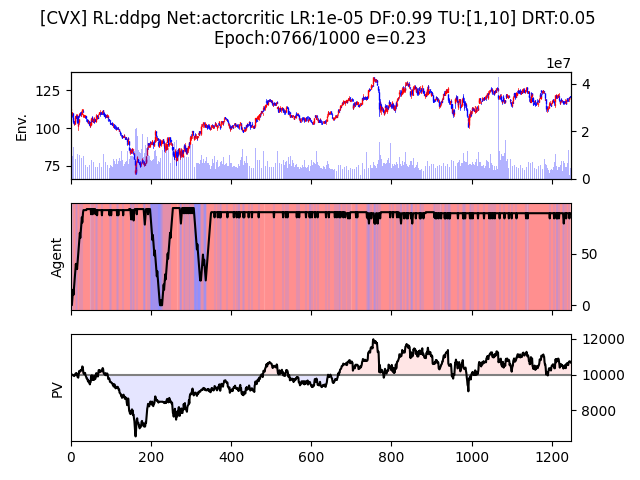 [CVX] RL:ddpg Net:actorcritic LR:1e-05 DF:0.99 TU:[1,10] DRT:0.05
Epoch:0766/1000 e=0.23
1e7
Env.
125
100
75
4
2
0
Agent
50
0
PV
12000
10000
8000
0 200 400 600 800 1000 1200